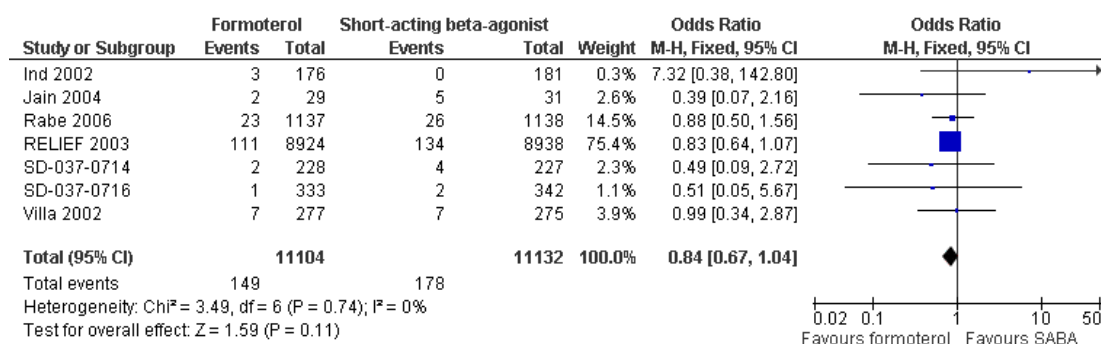 Formoterol Short-acting beta-agonist Odds Ratio Odds Ratio
Study or Subgroup Events Total Events Total Weight M-H, Fixed, 95% CI M-H, Fixed, 95% CI
Ind 2002 3 176 0 181 0.3% 7.32 [0.38, 142.80]
Jain 2004 2 29 5 31 2.6% 0.39 [0.07, 2.16]
Rabe 2006 23 1137 26 1138 14.5% 0.88 [0.50, 1.56]
RELIEF 2003 111 8924 134 8938 75.4% 0.83 [0.64, 1.07]
SD-037-0714 2 228 4 227 2.3% 0.49 [0.09, 2.72]
SD-037-0716 1 333 2 342 1.1% 0.51 [0.05, 5.67]
Villa 2002 7 277 7 275 3.9% 0.99 [0.34, 2.87]
Total (95% CI) 11104 11132 100.0% 0.84 [0.67, 1.04]
Total events 149 178
Heterogeneity: Chi² = 3.49, df = 6 (P = 0.74); I² = 0%
Test for overall effect: Z = 1.59 (P = 0.11)
0.02 0.1 1 10 50
Favours formoterol Favours SABA